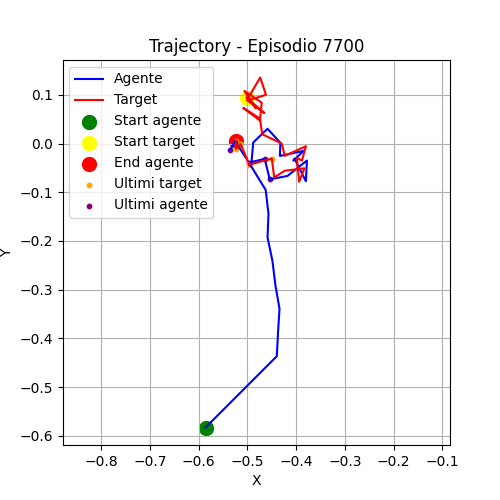 Trajectory - Episodio 7700
Agente
Target
Start agente
Start target
End agente
Ultimi target
Ultimi agente
0.1
0.0
−0.1
−0.2
−0.3
−0.4
−0.5
−0.6
Y
−0.8 −0.7 −0.6 −0.5 −0.4 −0.3 −0.2 −0.1
X